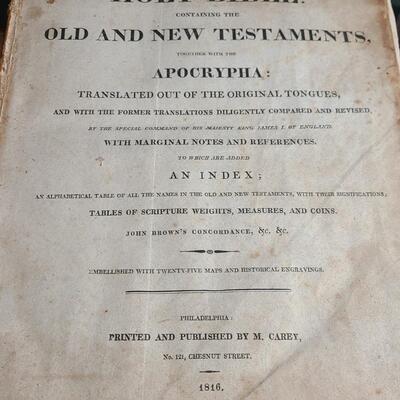 HOLY BIBLE:
CONTAINING THE
OLD AND NEW TESTAMENTS,
TOGETHER WITH THE
APOCRYPHA:
TRANSLATED OUT OF THE ORIGINAL TONGUES,
AND WITH THE FORMER TRANSLATIONS DILIGENTLY COMPARED AND REVISED,
BY THE SPECIAL COMMAND OF HIS MAJESTY KING JAMES I. OF ENGLAND.
WITH MARGINAL NOTES AND REFERENCES.
TO WHICH ARE ADDED
AN INDEX;
AN ALPHABETICAL TABLE OF ALL THE NAMES IN THE OLD AND NEW TESTAMENTS, WITH THEIR SIGNIFICATIONS;
TABLES OF SCRIPTURE WEIGHTS, MEASURES, AND COINS.
JOHN BROWN'S CONCORDANCE, &c. &c.
EMBELLISHED WITH TWENTY-FIVE MAPS AND HISTORICAL ENGRAVINGS.
PHILADELPHIA:
PRINTED AND PUBLISHED BY M. CAREY,
No. 121, CHESNUT STREET.
1816.